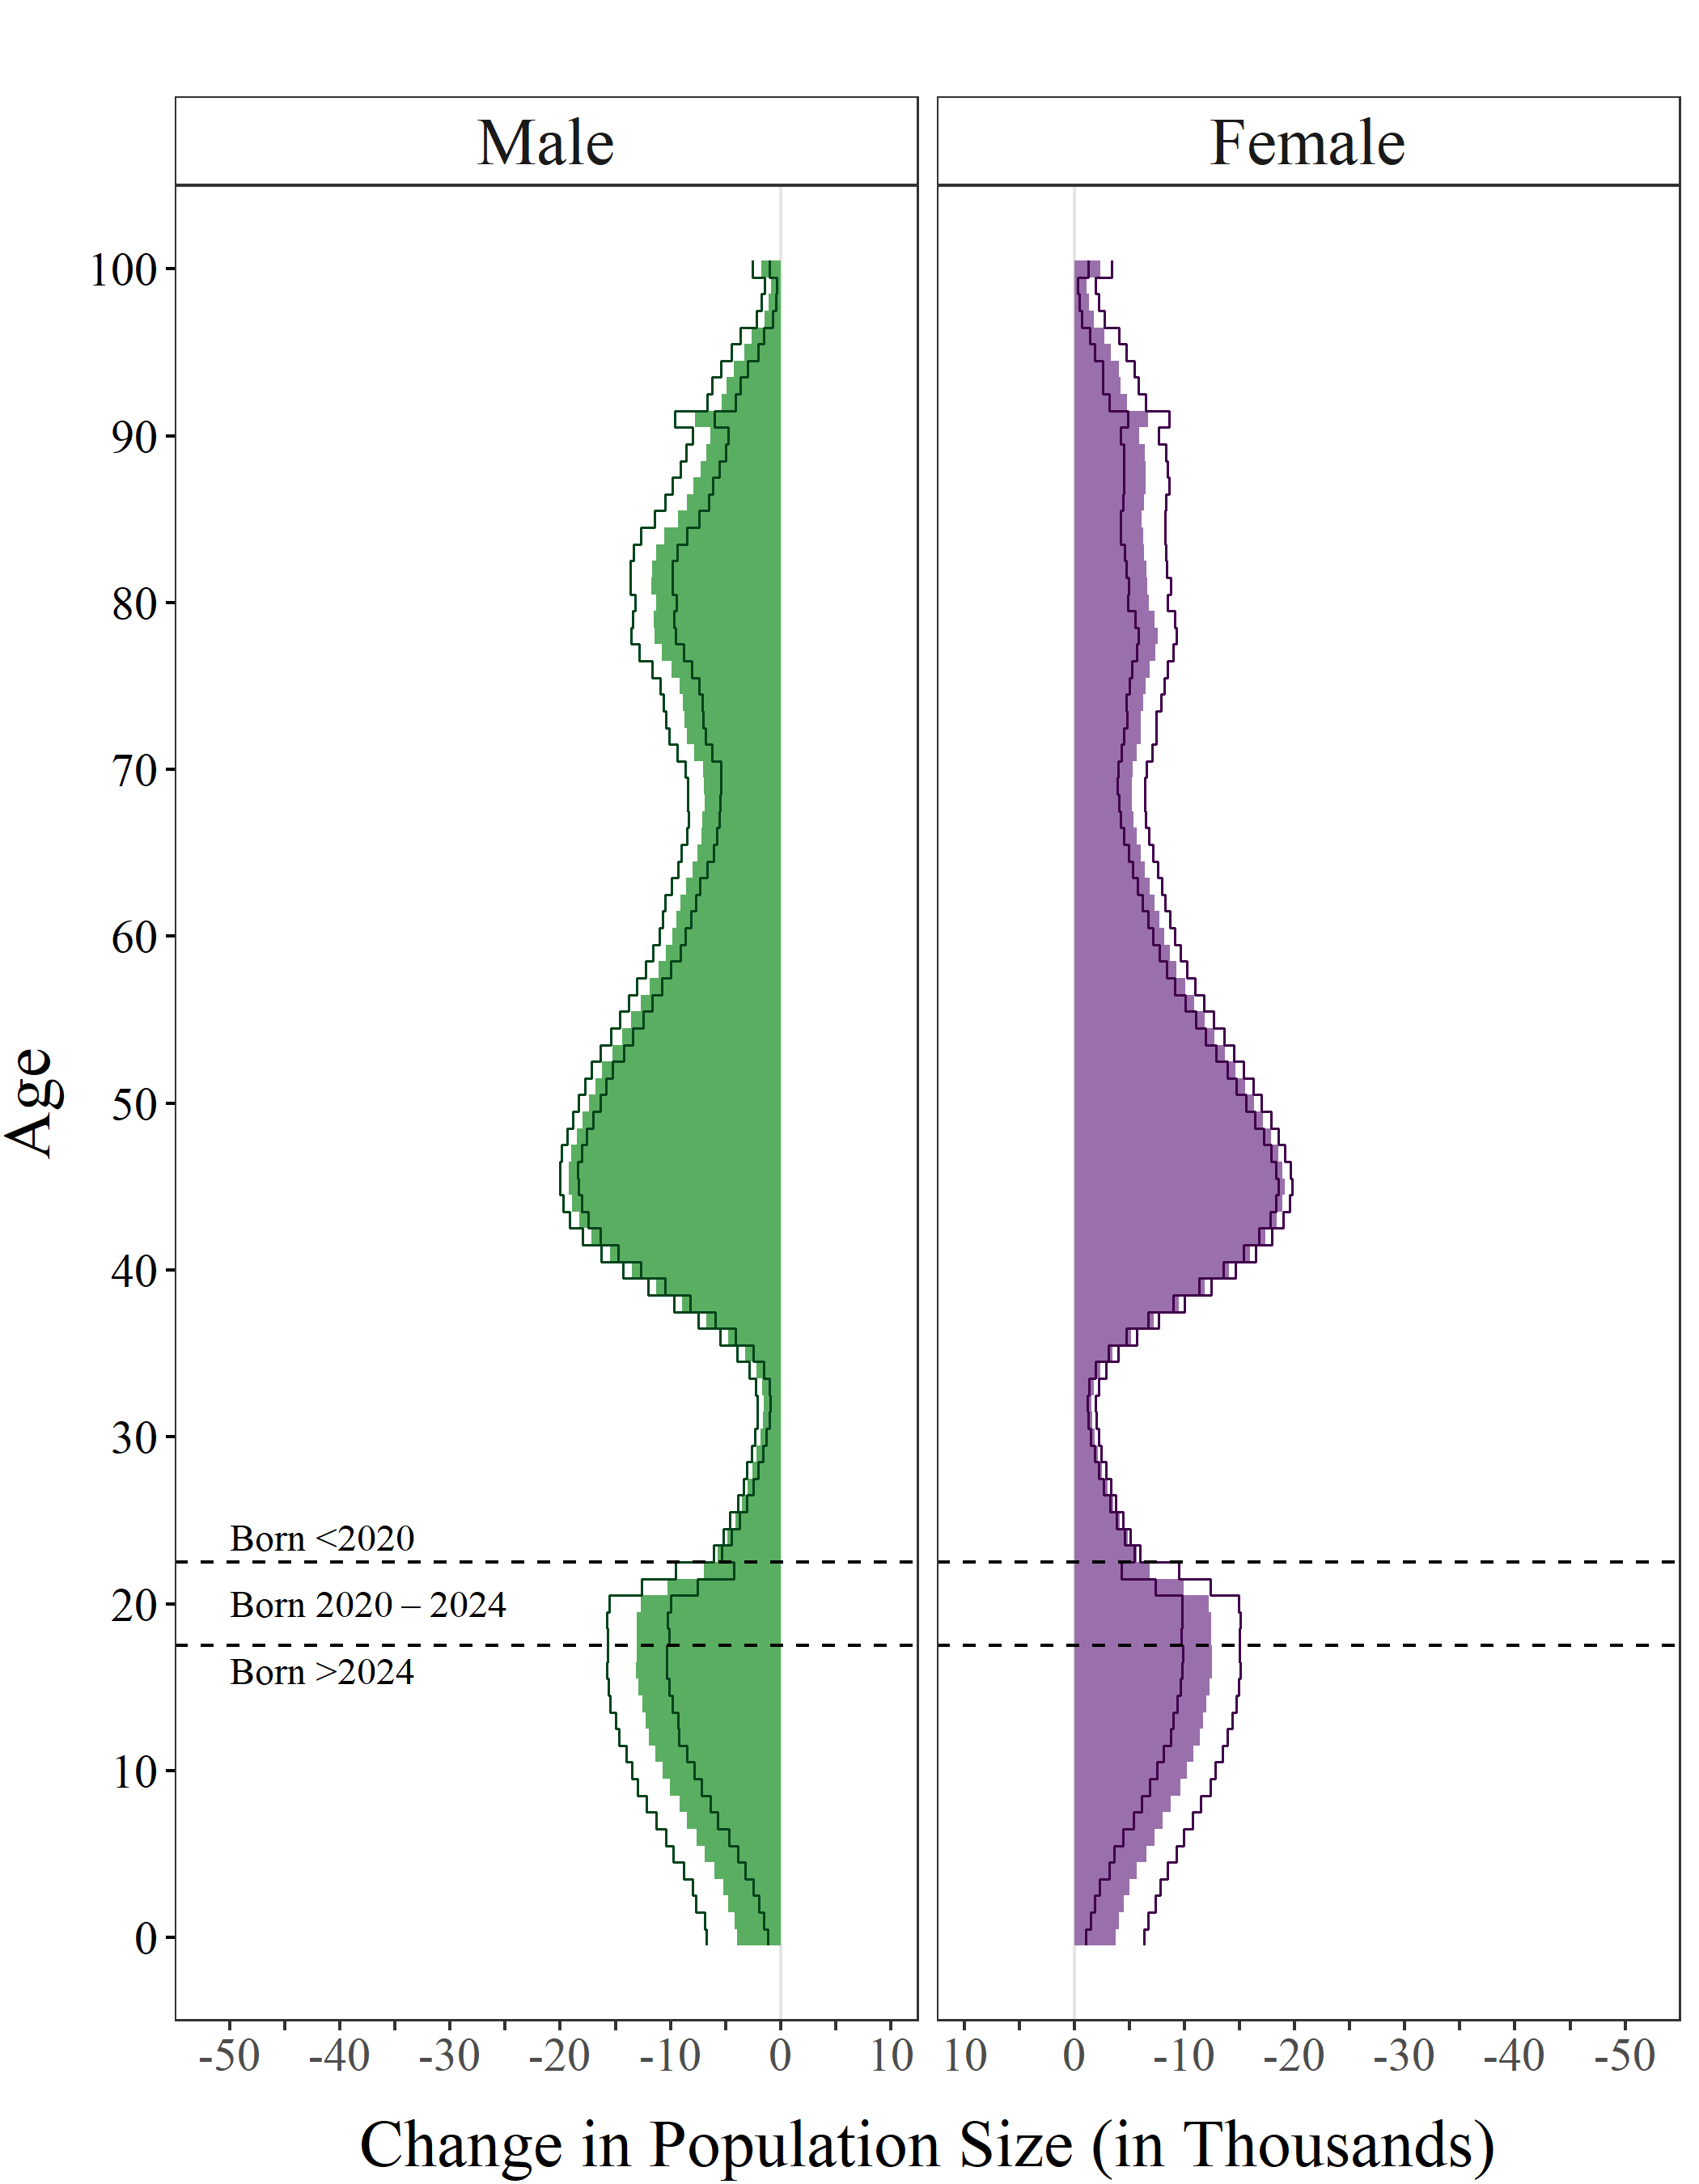 Male
Female
Age
100
90
80
70
60
50
40
30
20
10
0
Born <2020
Born 2020 – 2024
Born >2024
-50 -40 -30 -20 -10 0 10
10 0 -10 -20 -30 -40 -50
Change in Population Size (in Thousands)